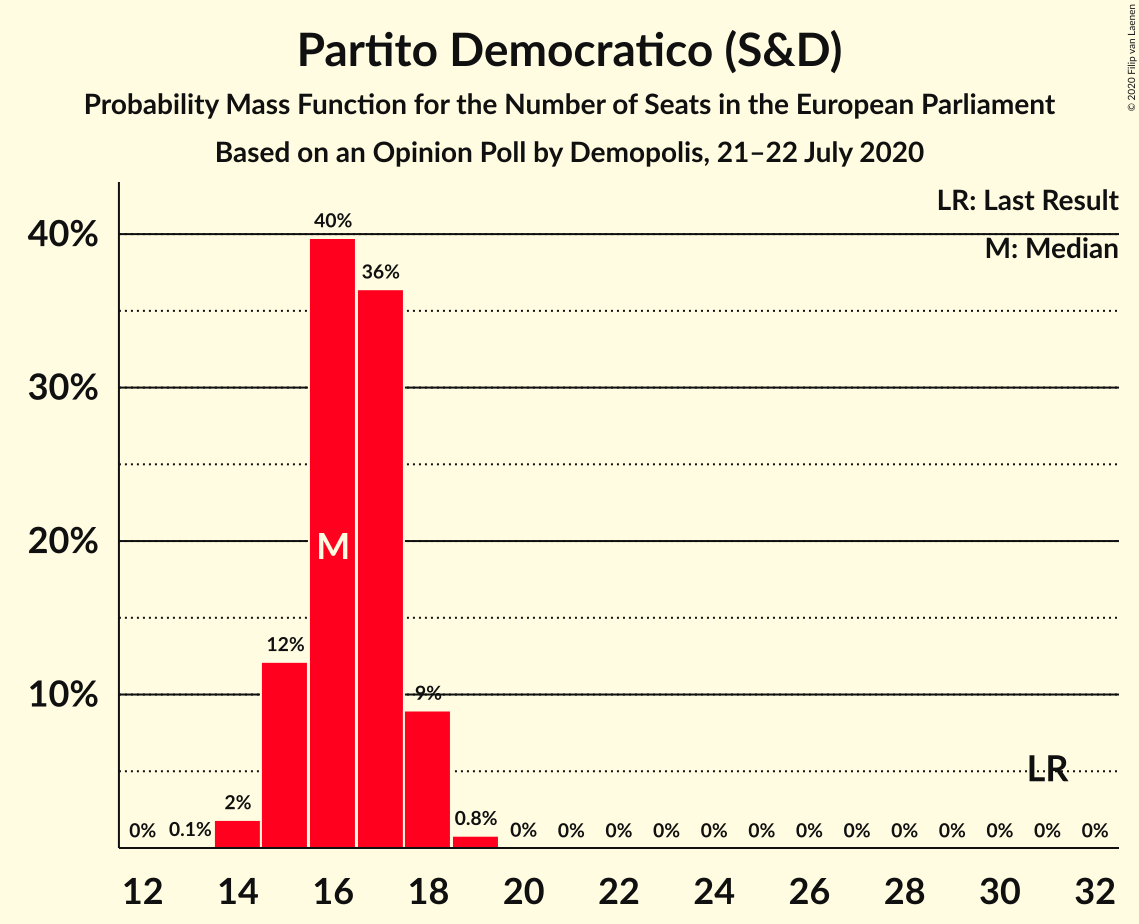 Partito Democratico (S&D)
Probability Mass Function for the Number of Seats in the European Parliament
Based on an Opinion Poll by Demopolis, 21–22 July 2020
© 2020 Filip van Laenen
LR: Last Result
M: Median
40%
30%
20%
10%
0% 0.1% 2% 12% 40% 36% 9% 0.8% 0% 0% 0% 0% 0% 0% 0% 0% 0% 0% 0% 0% 0%
M
LR
12 14 16 18 20 22 24 26 28 30 32